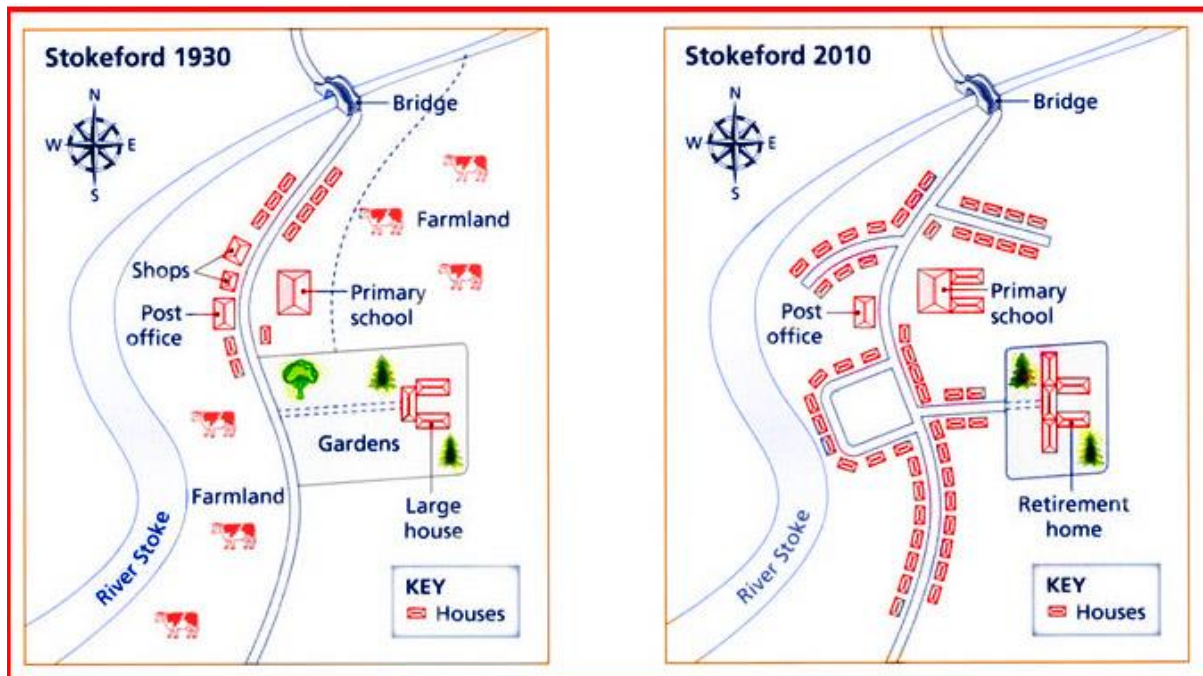 Stokeford 1930
N
W
E
S
Bridge
Farmland
Shops
Primary
school
Post
office
Gardens
Farmland
Large
house
River Stoke
KEY
Houses
Stokeford 2010
N
W
E
S
Bridge
Primary
school
Post
office
River Stoke
Retirement
home
KEY
Houses